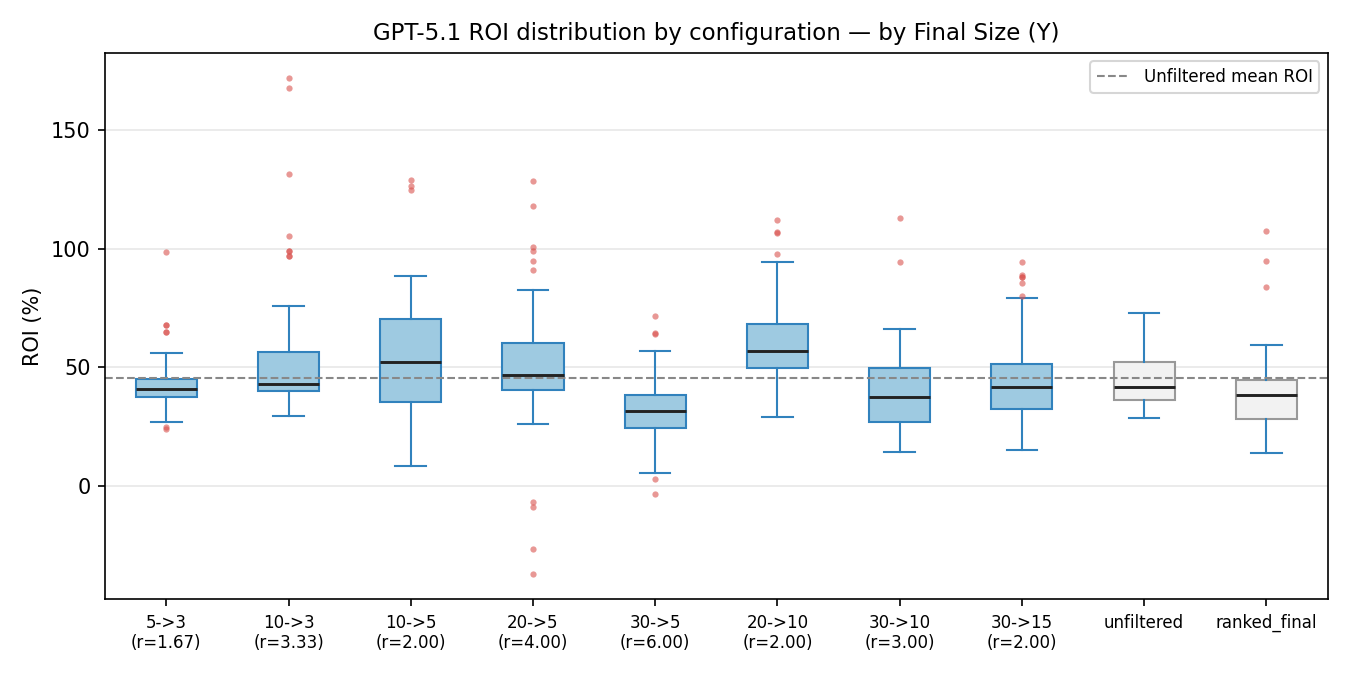 GPT-5.1 ROI distribution by configuration — by Final Size (Y)
Unfiltered mean ROI
ROI (%)
150
100
50
0
5->3
(r=1.67)
10->3
(r=3.33)
10->5
(r=2.00)
20->5
(r=4.00)
30->5
(r=6.00)
20->10
(r=2.00)
30->10
(r=3.00)
30->15
(r=2.00)
unfiltered
ranked_final